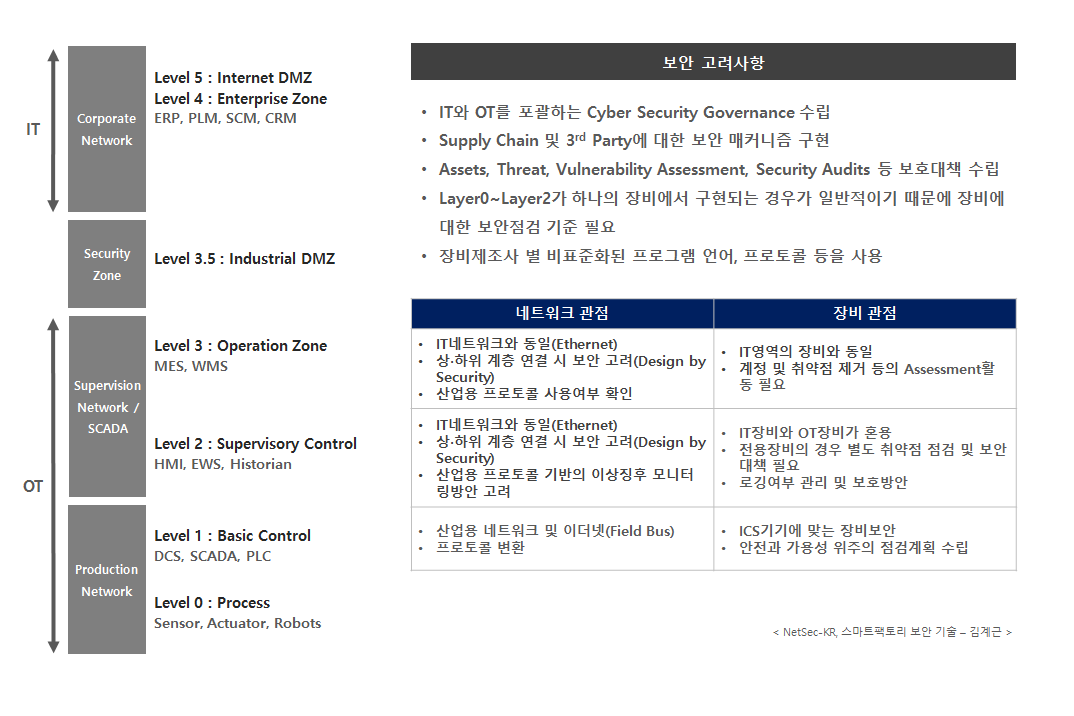 IT
Corporate
Network
Level 5 : Internet DMZ
Level 4 : Enterprise Zone
ERP, PLM, SCM, CRM
Security
Zone
Level 3.5 : Industrial DMZ
OT
Supervision
Network /
SCADA
Level 3 : Operation Zone
MES, WMS
Level 2 : Supervisory Control
HMI, EWS, Historian
Production
Network
Level 1 : Basic Control
DCS, SCADA, PLC
Level 0 : Process
Sensor, Actuator, Robots
보안 고려사항
• IT와 OT를 포괄하는 Cyber Security Governance 수립
• Supply Chain 및 3rd Party에 대한 보안 매커니즘 구현
• Assets, Threat, Vulnerability Assessment, Security Audits 등 보호대책 수립
• Layer0~Layer2가 하나의 장비에서 구현되는 경우가 일반적이기 때문에 장비에
대한 보안점검 기준 필요
• 장비제조사 별 비표준화된 프로그램 언어, 프로토콜 등을 사용
네트워크 관점
장비 관점
• IT네트워크와 동일(Ethernet)
• 상·하위 계층 연결 시 보안 고려(Design by
Security)
• 산업용 프로토콜 사용여부 확인
• IT영역의 장비와 동일
• 계정 및 취약점 제거 등의 Assessment활
동 필요
• IT네트워크와 동일(Ethernet)
• 상·하위 계층 연결 시 보안 고려(Design by
Security)
• 산업용 프로토콜 기반의 이상징후 모니터
링방안 고려
• IT장비와 OT장비가 혼용
• 전용장비의 경우 별도 취약점 점검 및 보안
대책 필요
• 로깅여부 관리 및 보호방안
• 산업용 네트워크 및 이더넷(Field Bus)
• 프로토콜 변환
• ICS기기에 맞는 장비보안
• 안전과 가용성 위주의 점검계획 수립
< NetSec-KR, 스마트팩토리 보안 기술 – 김계근 >